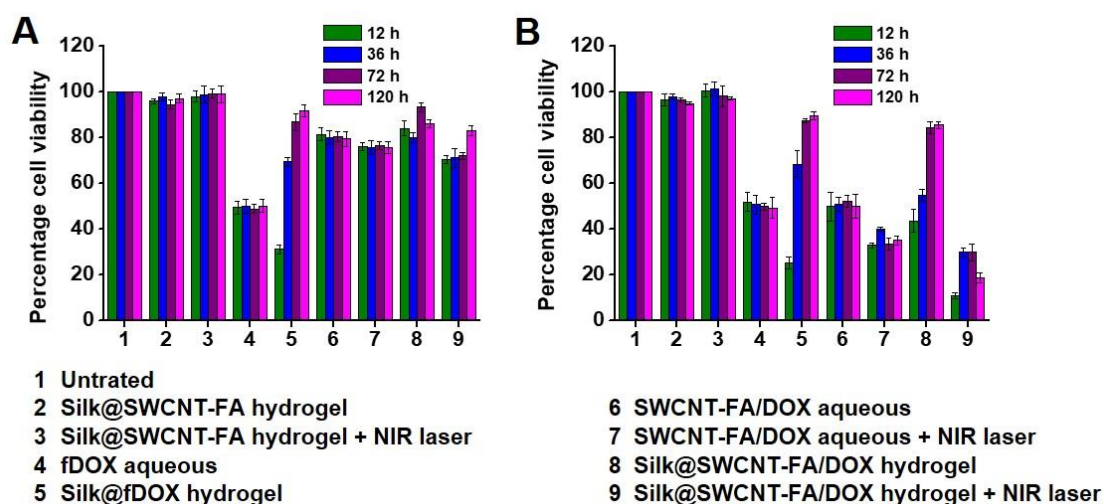 A
B
12 h
36 h
72 h
120 h
12 h
36 h
72 h
120 h
Percentage cell viability
120
100
80
60
40
20
0
1 2 3 4 5 6 7 8 9
Percentage cell viability
120
100
80
60
40
20
0
1 2 3 4 5 6 7 8 9
1 Untrated
2 Silk@SWCNT-FA hydrogel
3 Silk@SWCNT-FA hydrogel + NIR laser
4 fDOX aqueous
5 Silk@fDOX hydrogel
6 SWCNT-FA/DOX aqueous
7 SWCNT-FA/DOX aqueous + NIR laser
8 Silk@SWCNT-FA/DOX hydrogel
9 Silk@SWCNT-FA/DOX hydrogel + NIR laser